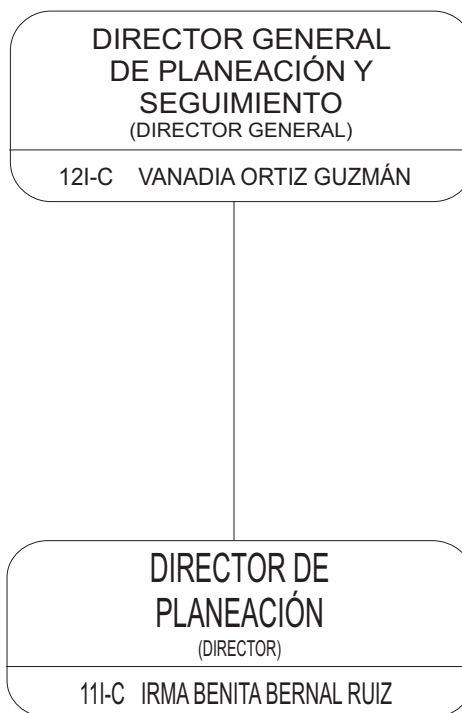 DIRECTOR GENERAL
DE PLANEACIÓN Y
SEGUIMIENTO
(DIRECTOR GENERAL)
12I-C VANADIA ORTIZ GUZMÁN
DIRECTOR DE
PLANEACIÓN
(DIRECTOR)
11I-C IRMA BENITA BERNAL RUIZ